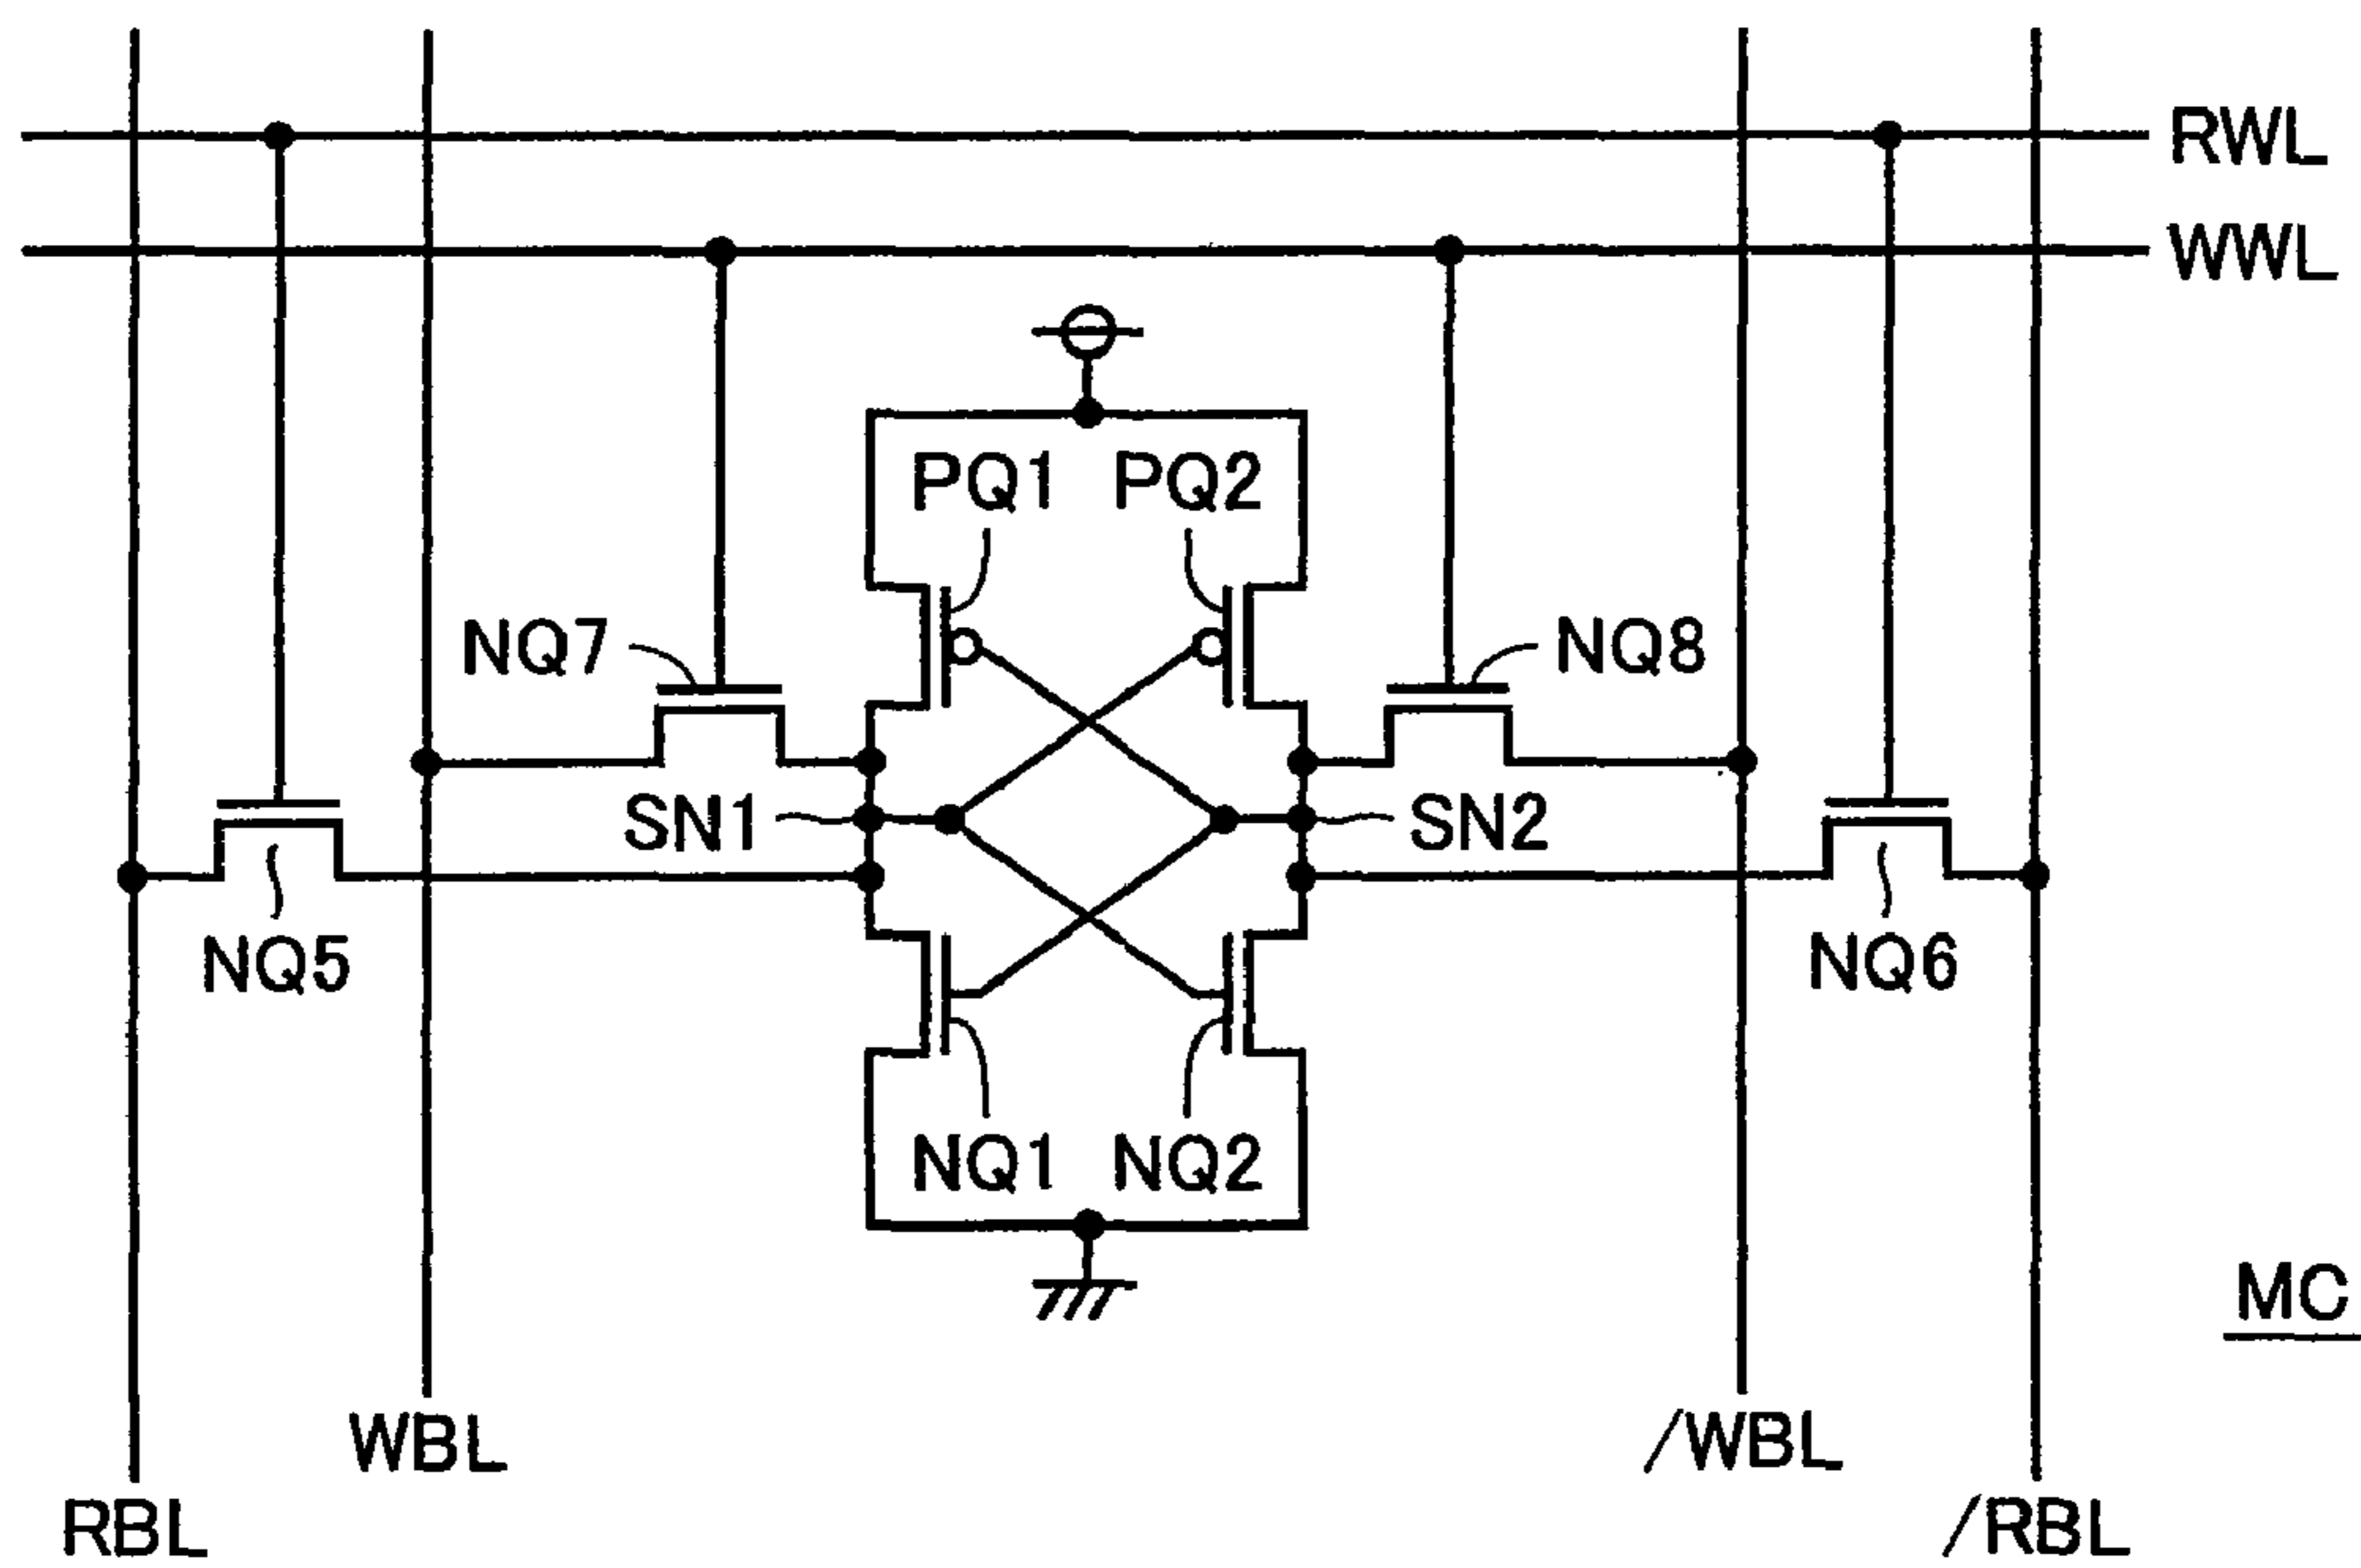 RWL
WWL
PQ1 PQ2
NQ7 NQ8
SN1 SN2
NQ5 NQ6
NQ1 NQ2
MC
WBL /WBL
RBL /RBL